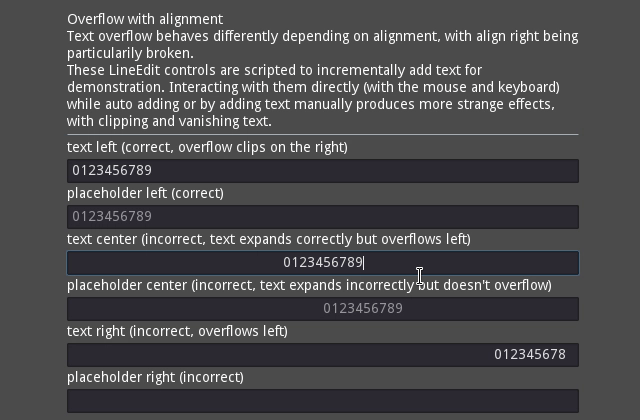 Overflow with alignment
Text overflow behaves differently depending on alignment, with align right being
particularily broken.
These LineEdit controls are scripted to incrementally add text for
demonstration. Interacting with them directly (with the mouse and keyboard)
while auto adding or by adding text manually produces more strange effects,
with clipping and vanishing text.
text left (correct, overflow clips on the right)
0123456789
placeholder left (correct)
0123456789
text center (incorrect, text expands correctly but overflows left)
0123456789
placeholder center (incorrect, text expands incorrectly but doesn't overflow)
0123456789
text right (incorrect, overflows left)
012345678
placeholder right (incorrect)